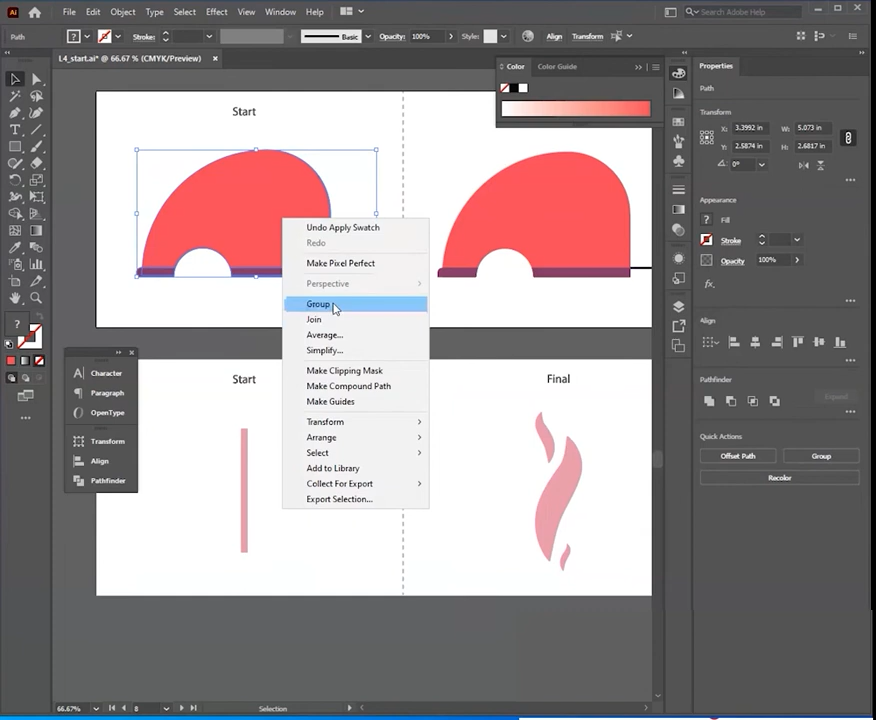 Ai File Edit Object Type Select Effect View Window Help Search Adobe Help
Path ? Stroke: Basic Opacity: 100% Style: Align Transform
L4_start.ai* @ 66.67 % (CMYK/Preview)
Color Color Guide
Properties
Path
Transform
X: 3.3992 in W: 5.073 in
Y: 2.5874 in H: 2.6817 in
0°
Appearance
? Fill
Stroke
Opacity 100%
fx.
Align
Pathfinder
Expand
Quick Actions
Offset Path Group
Recolor
Start
Undo Apply Swatch
Redo
Make Pixel Perfect
Perspective
Group
Join
Average...
Simplify...
Make Clipping Mask
Make Compound Path
Make Guides
Transform
Arrange
Select
Add to Library
Collect For Export
Export Selection...
Character
Paragraph
OpenType
Transform
Align
Pathfinder
Start Final
66.67% 8 Selection